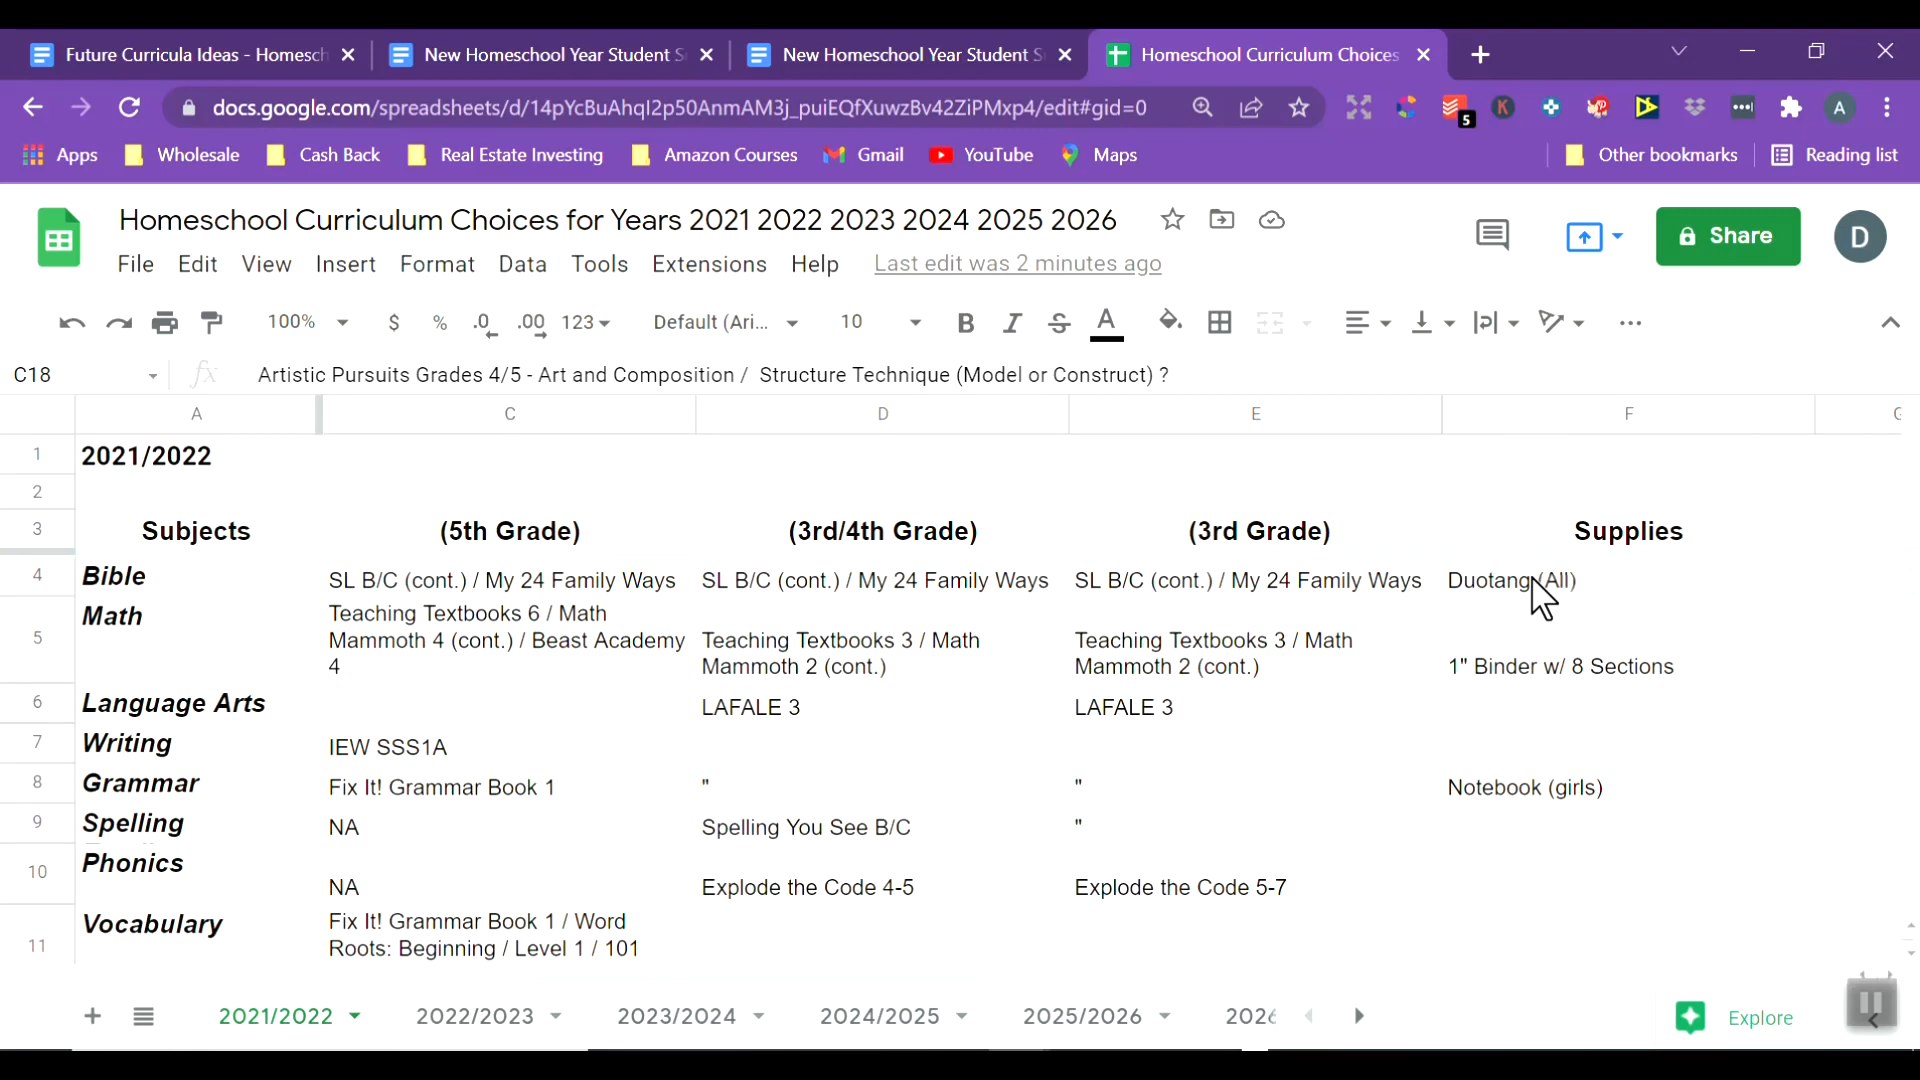 Future Curricula Ideas - Homesch
New Homeschool Year Student S
New Homeschool Year Student S
Homeschool Curriculum Choices
docs.google.com/spreadsheets/d/14pYcBuAhqI2p50AnmAM3j_puiEQfXuwzBv42ZiPMxp4/edit#gid=0
5
K
A
Apps
Wholesale
Cash Back
Real Estate Investing
Amazon Courses
Gmail
YouTube
Maps
Other bookmarks
Reading list
Homeschool Curriculum Choices for Years 2021 2022 2023 2024 2025 2026
Share
D
File Edit View Insert Format Data Tools Extensions Help Last edit was 2 minutes ago
100% $ % .0 .00 123 Default (Ari... 10 B I S A
C18 fx Artistic Pursuits Grades 4/5 - Art and Composition / Structure Technique (Model or Construct) ?
A C D E F G
1 2021/2022
2
3 Subjects (5th Grade) (3rd/4th Grade) (3rd Grade) Supplies
4 Bible SL B/C (cont.) / My 24 Family Ways SL B/C (cont.) / My 24 Family Ways SL B/C (cont.) / My 24 Family Ways Duotang (All)
5 Math
Teaching Textbooks 6 / Math
Mammoth 4 (cont.) / Beast Academy
4
Teaching Textbooks 3 / Math
Mammoth 2 (cont.)
Teaching Textbooks 3 / Math
Mammoth 2 (cont.)
1" Binder w/ 8 Sections
6 Language Arts LAFALE 3 LAFALE 3
7 Writing IEW SSS1A
8 Grammar Fix It! Grammar Book 1 " " Notebook (girls)
9 Spelling NA Spelling You See B/C "
10 Phonics NA Explode the Code 4-5 Explode the Code 5-7
11 Vocabulary
Fix It! Grammar Book 1 / Word
Roots: Beginning / Level 1 / 101
2021/2022 2022/2023 2023/2024 2024/2025 2025/2026 2026
Explore